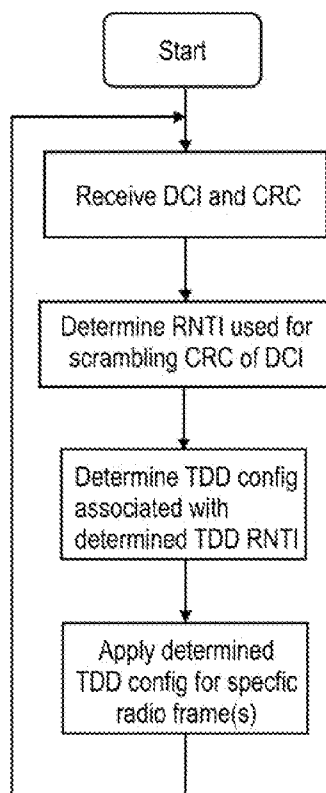 Start
Receive DCI and CRC
Determine RNTI used for
scrambling CRC of DCI
Determine TDD config
associated with
determined TDD RNTI
Apply determined
TDD config for specfic
radio frame(s)